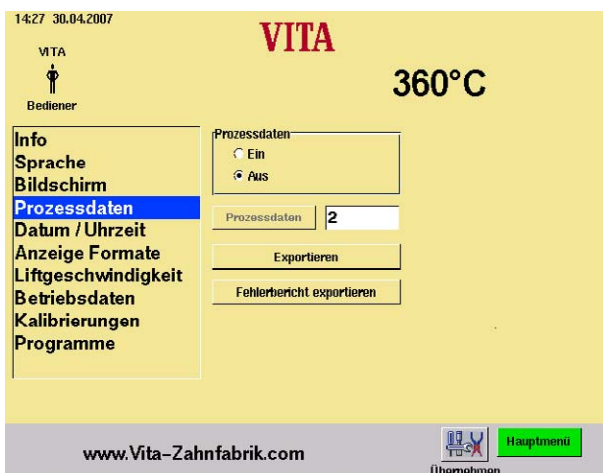 14:27 30.04.2007
VITA
VITA
360°C
Bediener
Info
Sprache
Bildschirm
Prozessdaten
Datum / Uhrzeit
Anzeige Formate
Liftgeschwindigkeit
Betriebsdaten
Kalibrierungen
Programme
Prozessdaten
Ein
Aus
Prozessdaten 2
Exportieren
Fehlerbericht exportieren
www.Vita-Zahnfabrik.com
Übernehmen
Hauptmenü